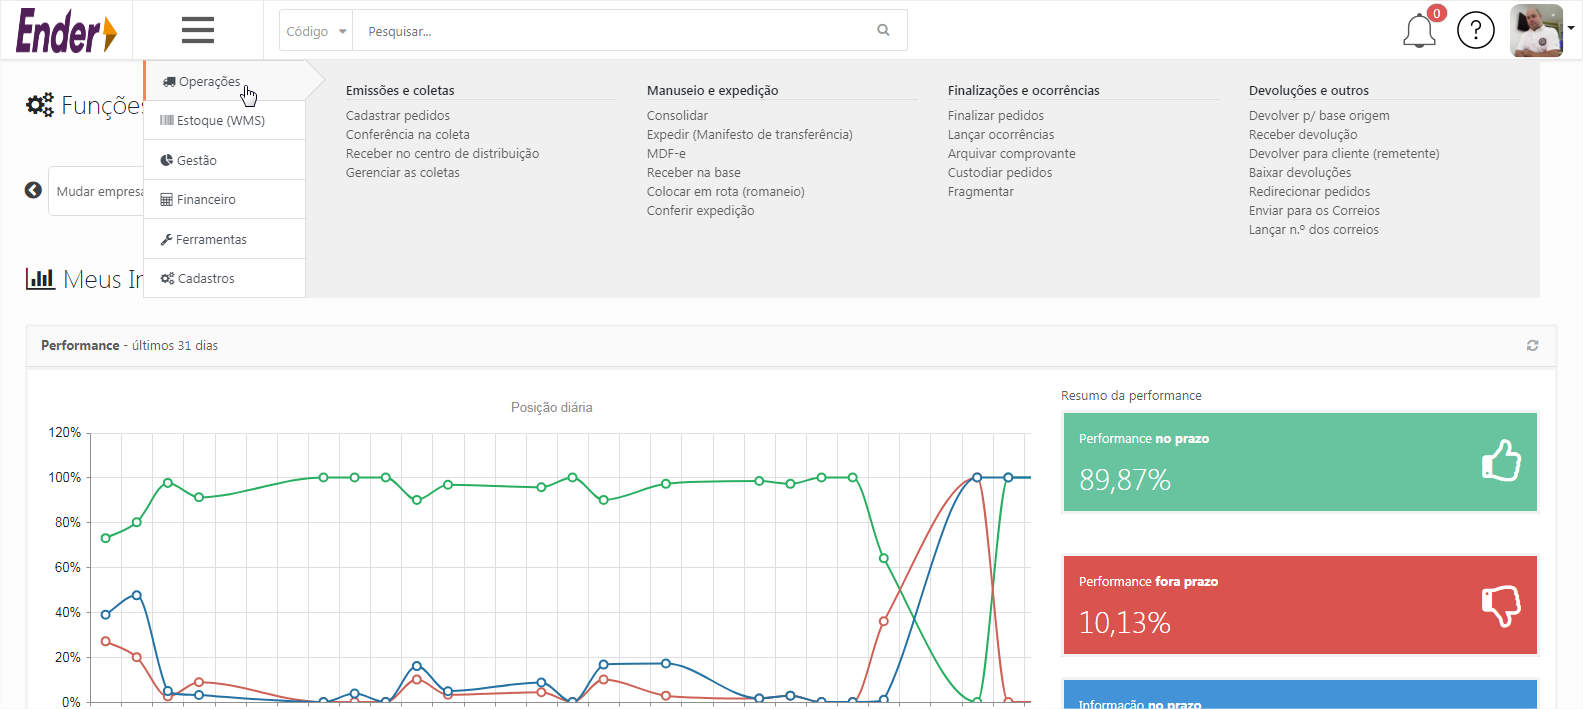 Ender
Código
Pesquisar...
0
?
Operações
Estoque (WMS)
Gestão
Financeiro
Ferramentas
Cadastros
Emissões e coletas
Cadastrar pedidos
Conferência na coleta
Receber no centro de distribuição
Gerenciar as coletas
Manuseio e expedição
Consolidar
Expedir (Manifesto de transferência)
MDF-e
Receber na base
Colocar em rota (romaneio)
Conferir expedição
Finalizações e ocorrências
Finalizar pedidos
Lançar ocorrências
Arquivar comprovante
Custodiar pedidos
Fragmentar
Devoluções e outros
Devolver p/ base origem
Receber devolução
Devolver para cliente (remetente)
Baixar devoluções
Redirecionar pedidos
Enviar para os Correios
Lançar n.º dos correios
Funções
Mudar empresa
Meus In
Performance - últimos 31 dias
Posição diária
120%
100%
80%
60%
40%
20%
0%
Resumo da performance
Performance no prazo
89,87%
Performance fora prazo
10,13%
Informação no prazo